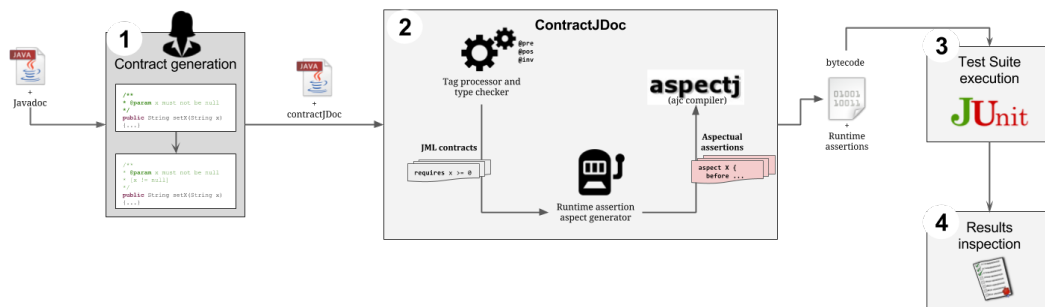 JAVA
+
Javadoc
1
Contract generation
/**
* @param a must not be null
*/
public String setX(String a)
{...}
/**
* @param a must not be null
* [a != null]
*/
public String setX(String a)
{...}
JAVA
+
contractJDoc
2
ContractJDoc
@pre
@pos
@inv
Tag processor and
type checker
JML contracts
requires x >= 0
Runtime assertion
aspect generator
aspectj
(ajc compiler)
Aspectual
assertions
aspect X {
before ...
bytecode
01001
10011
+
Runtime
assertions
3
Test Suite
execution
JUnit
4
Results
inspection